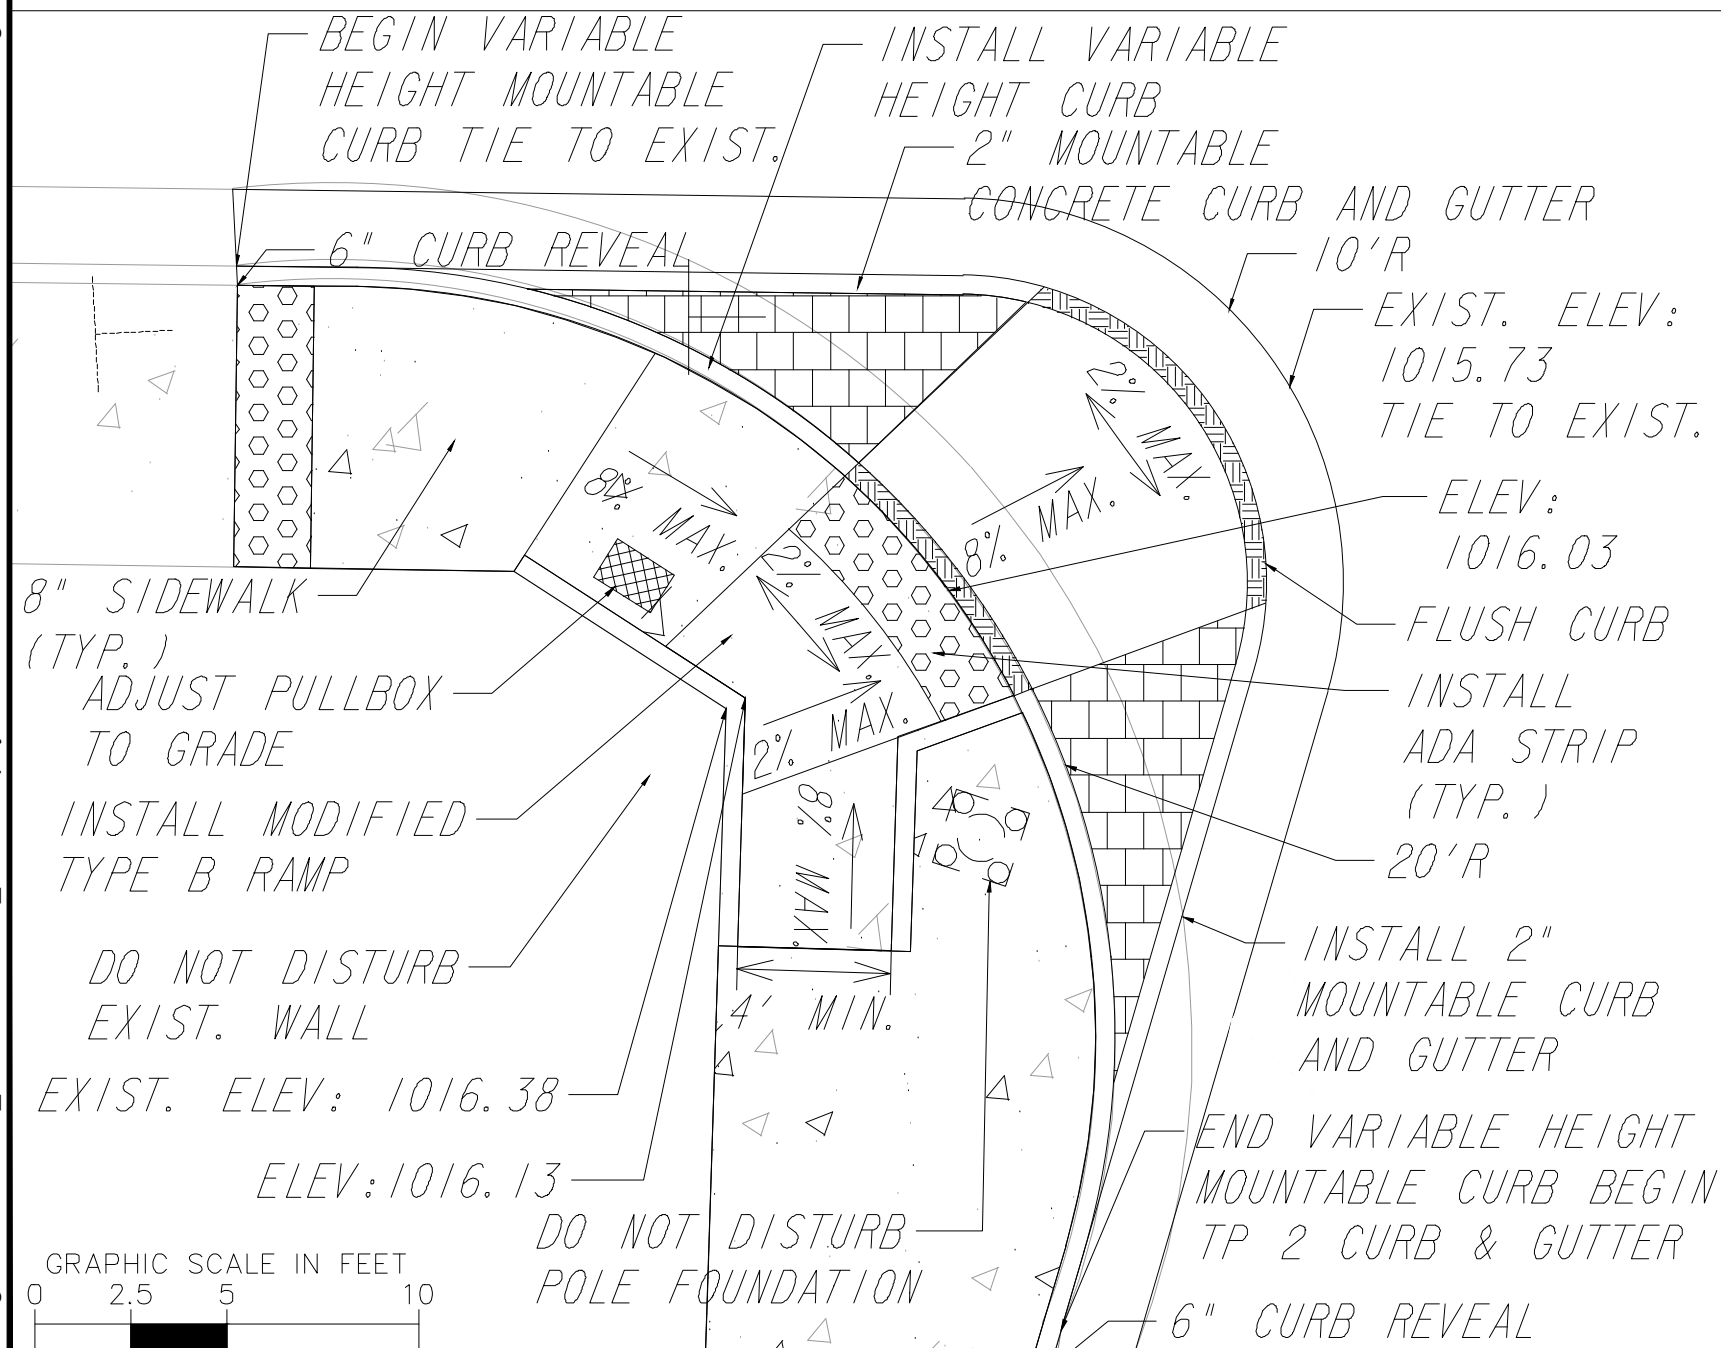 BEGIN VARIABLE
HEIGHT MOUNTABLE
CURB TIE TO EXIST.
INSTALL VARIABLE
HEIGHT CURB
2" MOUNTABLE
CONCRETE CURB AND GUTTER
6" CURB REVEAL
10'R
EXIST. ELEV:
1015.73
TIE TO EXIST.
2% MAX.
8% MAX.
8% MAX.
ELEV:
1016.03
2% MAX.
8" SIDEWALK
(TYP.)
FLUSH CURB
ADJUST PULLBOX
TO GRADE
2% MAX.
INSTALL
ADA STRIP
(TYP.)
INSTALL MODIFIED
TYPE B RAMP
8% MAX.
20'R
DO NOT DISTURB
EXIST. WALL
4' MIN.
INSTALL 2"
MOUNTABLE CURB
AND GUTTER
EXIST. ELEV: 1016.38
ELEV:1016.13
END VARIABLE HEIGHT
MOUNTABLE CURB BEGIN
TP 2 CURB & GUTTER
DO NOT DISTURB
POLE FOUNDATION
6" CURB REVEAL
GRAPHIC SCALE IN FEET
0 2.5 5 10